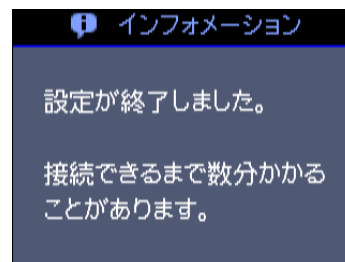 インフォメーション
設定が終了しました。
接続できるまで数分かかる
ことがあります。